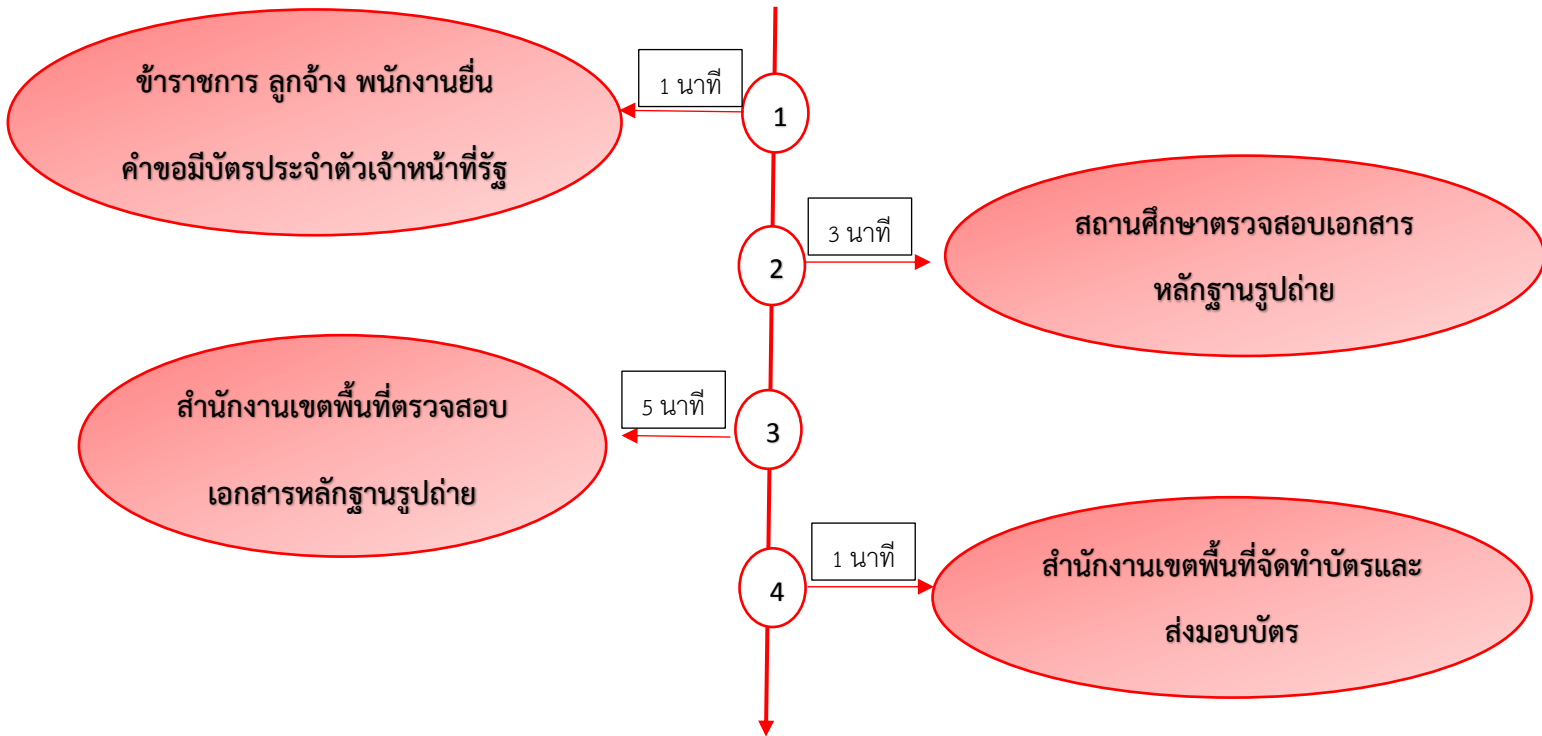 ข้าราชการ ลูกจ้าง พนักงานยื่น
คำขอมีบัตรประจำตัวเจ้าหน้าที่รัฐ
1 นาที
1
2
3 นาที
สถานศึกษาตรวจสอบเอกสาร
หลักฐานรูปถ่าย
สำนักงานเขตพื้นที่ตรวจสอบ
เอกสารหลักฐานรูปถ่าย
5 นาที
3
4
1 นาที
สำนักงานเขตพื้นที่จัดทำบัตรและ
ส่งมอบบัตร